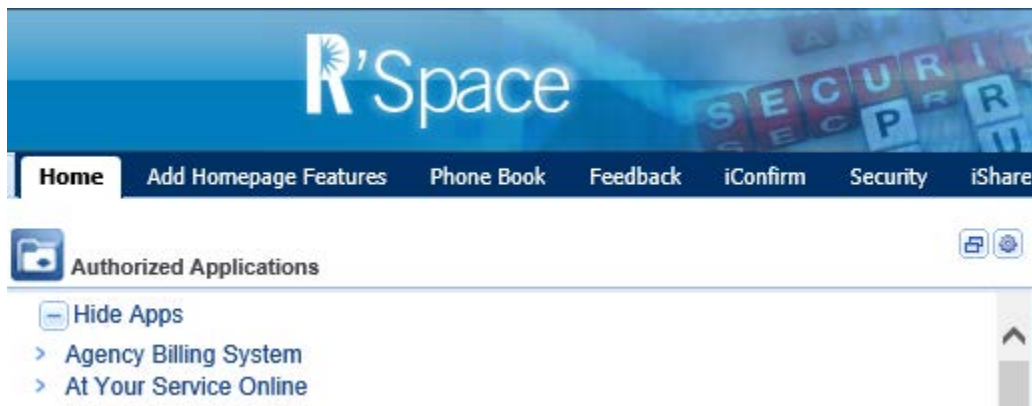 R'Space
SECURIT
P R
U
Home Add Homepage Features Phone Book Feedback iConfirm Security iShare
Authorized Applications
Hide Apps
Agency Billing System
At Your Service Online